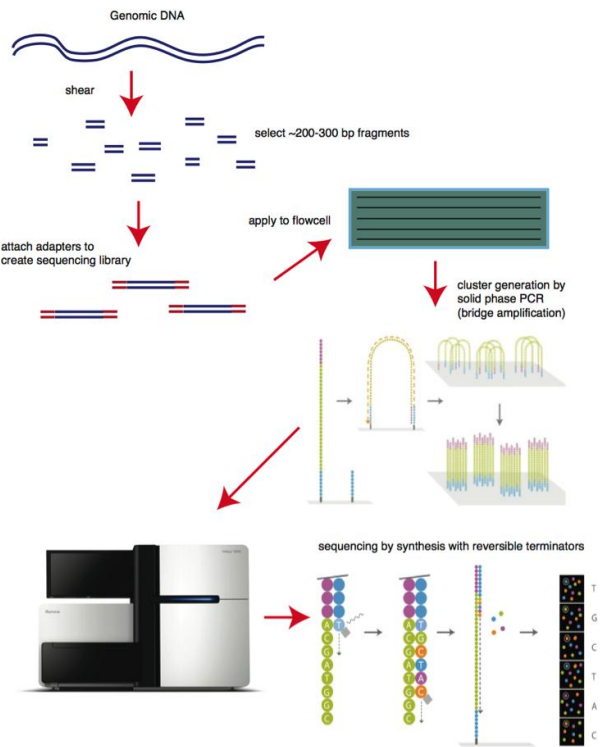 Genomic DNA
shear
select ~200-300 bp fragments
attach adapters to
create sequencing library
apply to flowcell
cluster generation by
solid phase PCR
(bridge amplification)
sequencing by synthesis with reversible terminators
A T
C
G
A
T
G
G
C
A T
C G
G C
A T
T A
G C
G
C
T
G
C
T
A
C